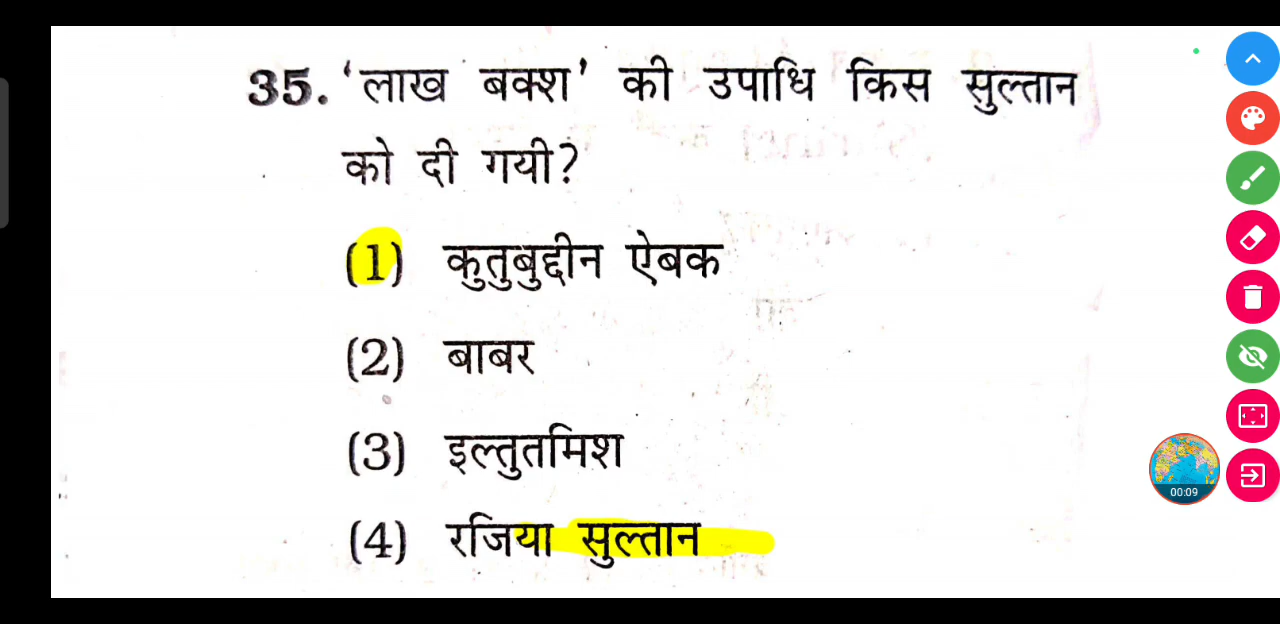 35. ‘लाख बक्श’ की उपाधि किस सुल्तान
को दी गयी?
(1) कुतुबुद्दीन ऐबक
(2) बाबर
(3) इल्तुतमिश
(4) रजिया सुल्तान
00:09